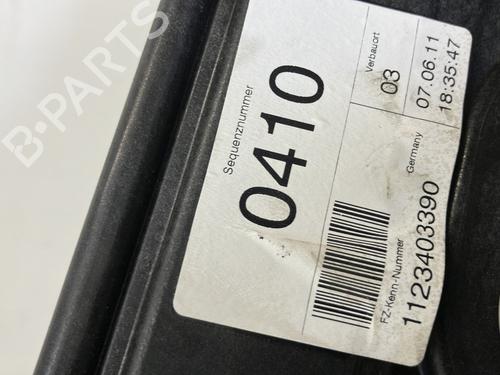 Sequenznummer
0410
Verbauort
03
07.06.11
18:35:47
Germany
FZ-Kenn-Nummer
1123403390
B-PARTS